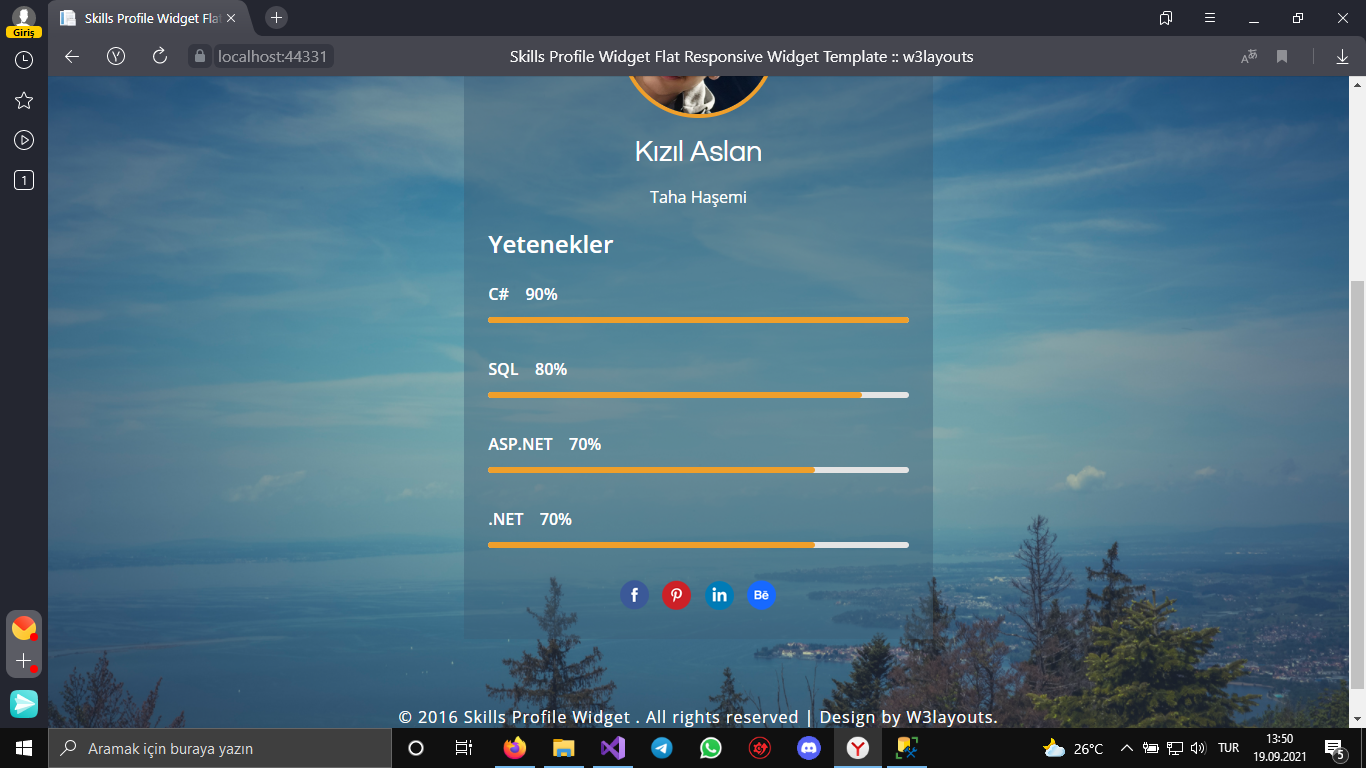 Giriş
Skills Profile Widget Fla
localhost:44331
Skills Profile Widget Flat Responsive Widget Template :: w3layouts
1
Kızıl Aslan
Taha Haşemi
Yetenekler
C# 90%
SQL 80%
ASP.NET 70%
.NET 70%
f
in
Bē
© 2016 Skills Profile Widget . All rights reserved | Design by W3layouts.
Aramak için buraya yazın
26°C
TUR
13:50
19.09.2021
5